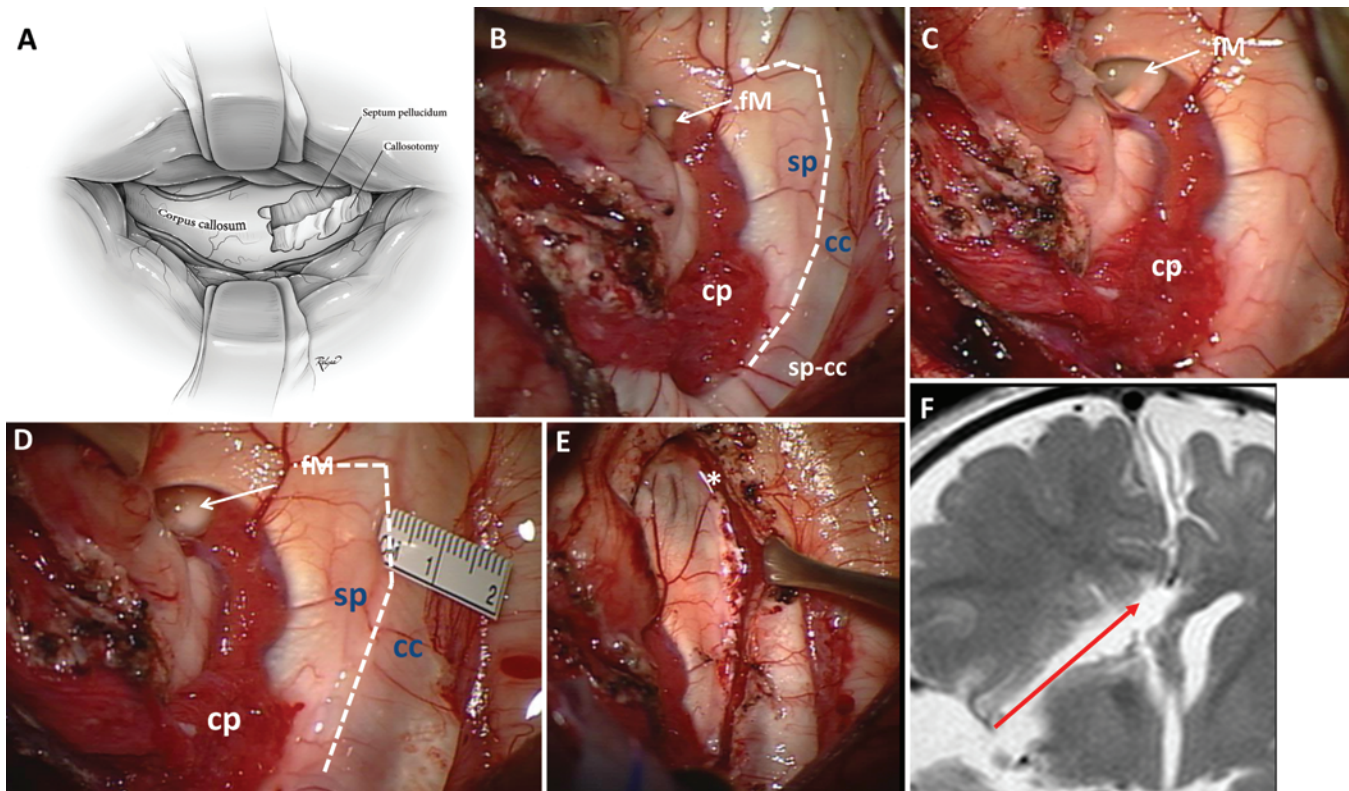 A
Septum pellucidum
Callosotomy
Corpus callosum
B
fM
sp
cc
cp
sp-cc
C
fM
cp
D
fM
1
2
sp
cc
cp
E
*
F